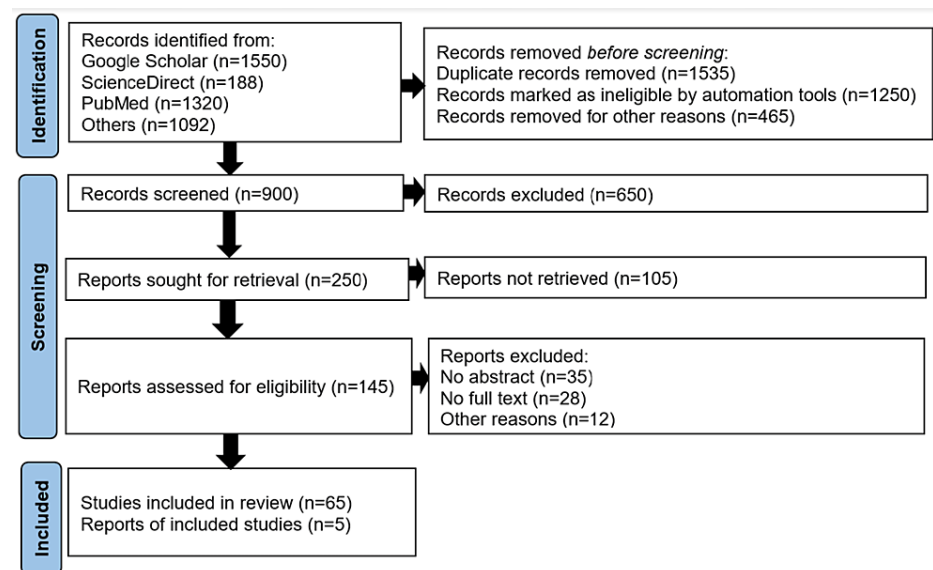 Identification
Records identified from:
Google Scholar (n=1550)
ScienceDirect (n=188)
PubMed (n=1320)
Others (n=1092)
Records removed before screening:
Duplicate records removed (n=1535)
Records marked as ineligible by automation tools (n=1250)
Records removed for other reasons (n=465)
Screening
Records screened (n=900)
Records excluded (n=650)
Reports sought for retrieval (n=250)
Reports not retrieved (n=105)
Reports assessed for eligibility (n=145)
Reports excluded:
No abstract (n=35)
No full text (n=28)
Other reasons (n=12)
Included
Studies included in review (n=65)
Reports of included studies (n=5)